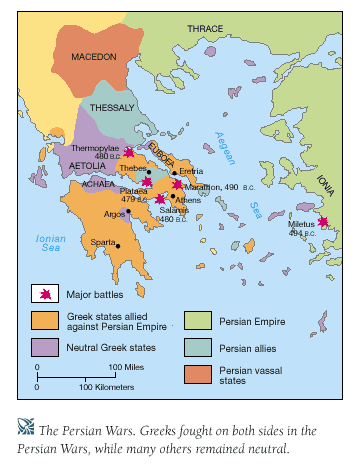 THRACE
MACEDON
THESSALY
Thermopylae
480 B.C.
EUBOEA
Aegean
Sea
AETOLIA
Thebes
Eretria
IONIA
ACHAEA
Plataea
479 B.C.
Marathon, 490 B.C.
Athens
Salamis
480 B.C.
Argos
Miletus
494 B.C.
Ionian
Sea
Sparta
Major battles
Greek states allied
against Persian Empire
Neutral Greek states
Persian Empire
Persian allies
Persian vassal
states
0 100 Miles
0 100 Kilometers
The Persian Wars. Greeks fought on both sides in the
Persian Wars, while many others remained neutral.